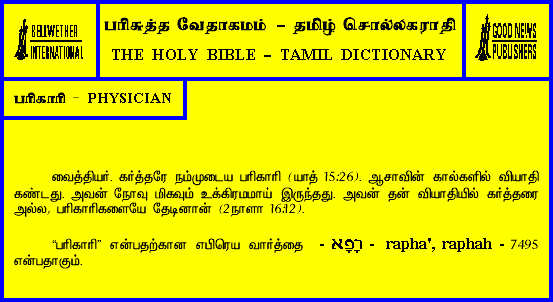 BELLWETHER
INTERNATIONAL
பரிசுத்த வேதாகமம் – தமிழ் சொல்லகராதி
THE HOLY BIBLE – TAMIL DICTIONARY
GOOD NEWS
PUBLISHERS
பரிகாரி – PHYSICIAN
வைத்தியர். கர்த்தரே நம்முடைய பரிகாரி (யாத் 15:26). ஆசாவின் கால்களில் வியாதி
கண்டது. அவன் நோவு மிகவும் உக்கிரமமாய் இருந்தது. அவன் தன் வியாதியில் கர்த்தரை
அல்ல, பரிகாரிகளையே தேடினான் (2நாளா 16:12).
“பரிகாரி” என்பதற்கான எபிரெய வார்த்தை - רָפָא - rapha', raphah - 7495
என்பதாகும்.